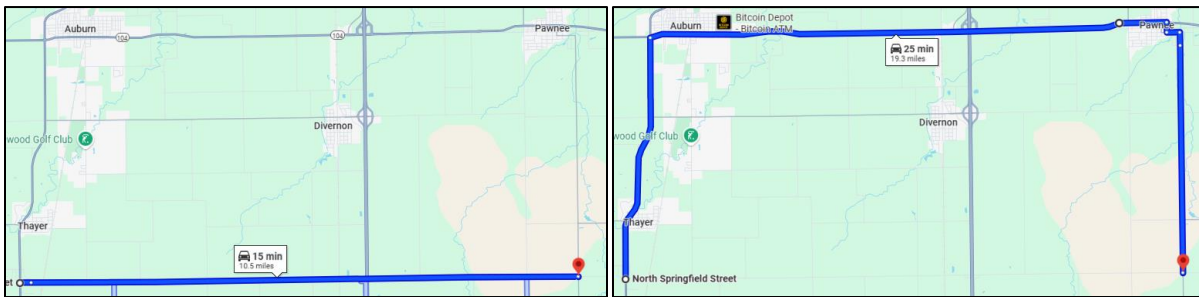 Auburn
104
104
Pawnee
wood Golf Club
Divernon
Thayer
15 min
10.5 miles
et
Auburn
Bitcoin Depot
- Bitcoin ATM
Pawnee
25 min
19.3 miles
wood Golf Club
Divernon
Thayer
North Springfield Street